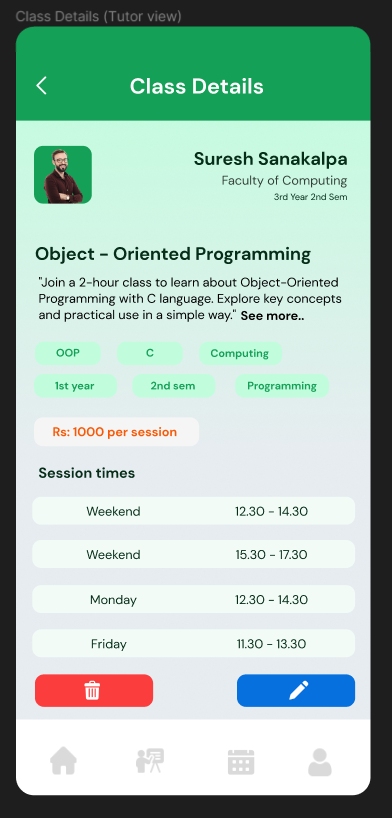 Class Details (Tutor view)
Class Details
Suresh Sanakalpa
Faculty of Computing
3rd Year 2nd Sem
Object - Oriented Programming
"Join a 2-hour class to learn about Object-Oriented
Programming with C language. Explore key concepts
and practical use in a simple way." See more..
OOP C Computing
1st year 2nd sem Programming
Rs: 1000 per session
Session times
Weekend 12.30 - 14.30
Weekend 15.30 - 17.30
Monday 12.30 - 14.30
Friday 11.30 - 13.30